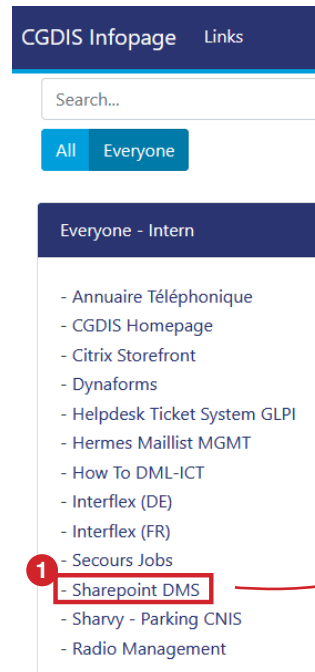 CGDIS Infopage Links
Search...
All Everyone
Everyone - Intern
- Annuaire Téléphonique
- CGDIS Homepage
- Citrix Storefront
- Dynaforms
- Helpdesk Ticket System GLPI
- Hermes Maillist MGMT
- How To DML-ICT
- Interflex (DE)
- Interflex (FR)
- Secours Jobs
1
- Sharepoint DMS
- Sharvy - Parking CNIS
- Radio Management